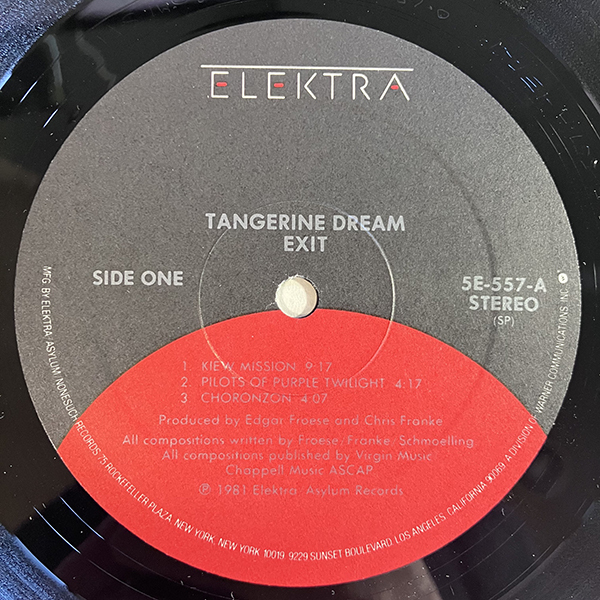 ELEKTRA
TANGERINE DREAM
EXIT
SIDE ONE
5E-557-A
STEREO
(SP)
1. KIEW MISSION 9:17
2. PILOTS OF PURPLE TWILIGHT 4:17
3 CHORONZON 4:07
Produced by Edgar Froese and Chris Franke
All compositions written by Froese, Franke, Schmoelling
All compositions published by Virgin Music
Chappell Music ASCAP
℗ 1981 Elektra/Asylum Records
MFG. BY ELEKTRA/ASYLUM/NONESUCH RECORDS, 75 ROCKEFELLER PLAZA, NEW YORK, NEW YORK 10019 9229 SUNSET BOULEVARD, LOS ANGELES, CALIFORNIA 90069. A DIVISION OF WARNER COMMUNICATIONS INC.